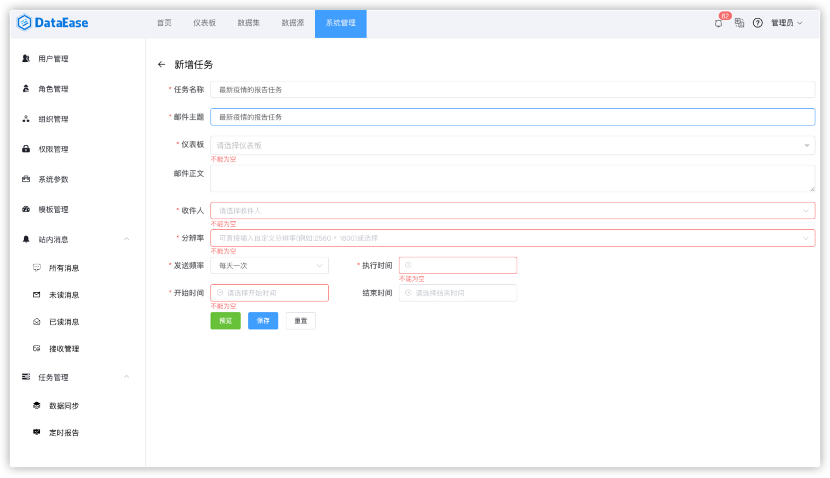 DataEase 首页 仪表板 数据集 数据源 系统管理 67 管理员
用户管理
角色管理
组织管理
权限管理
系统参数
模板管理
站内消息
所有消息
未读消息
已读消息
接收管理
任务管理
数据同步
定时报告
新增任务
* 任务名称 最新疫情的报告任务
* 邮件主题 最新疫情的报告任务
* 仪表板 请选择仪表板
不能为空
邮件正文
* 收件人 请选择收件人
不能为空
* 分辨率 可直接输入自定义分辨率(例如:2560 * 1600)或选择
不能为空
* 发送频率 每天一次 * 执行时间
不能为空
* 开始时间 请选择开始时间 结束时间 请选择结束时间
不能为空
预览 保存 重置